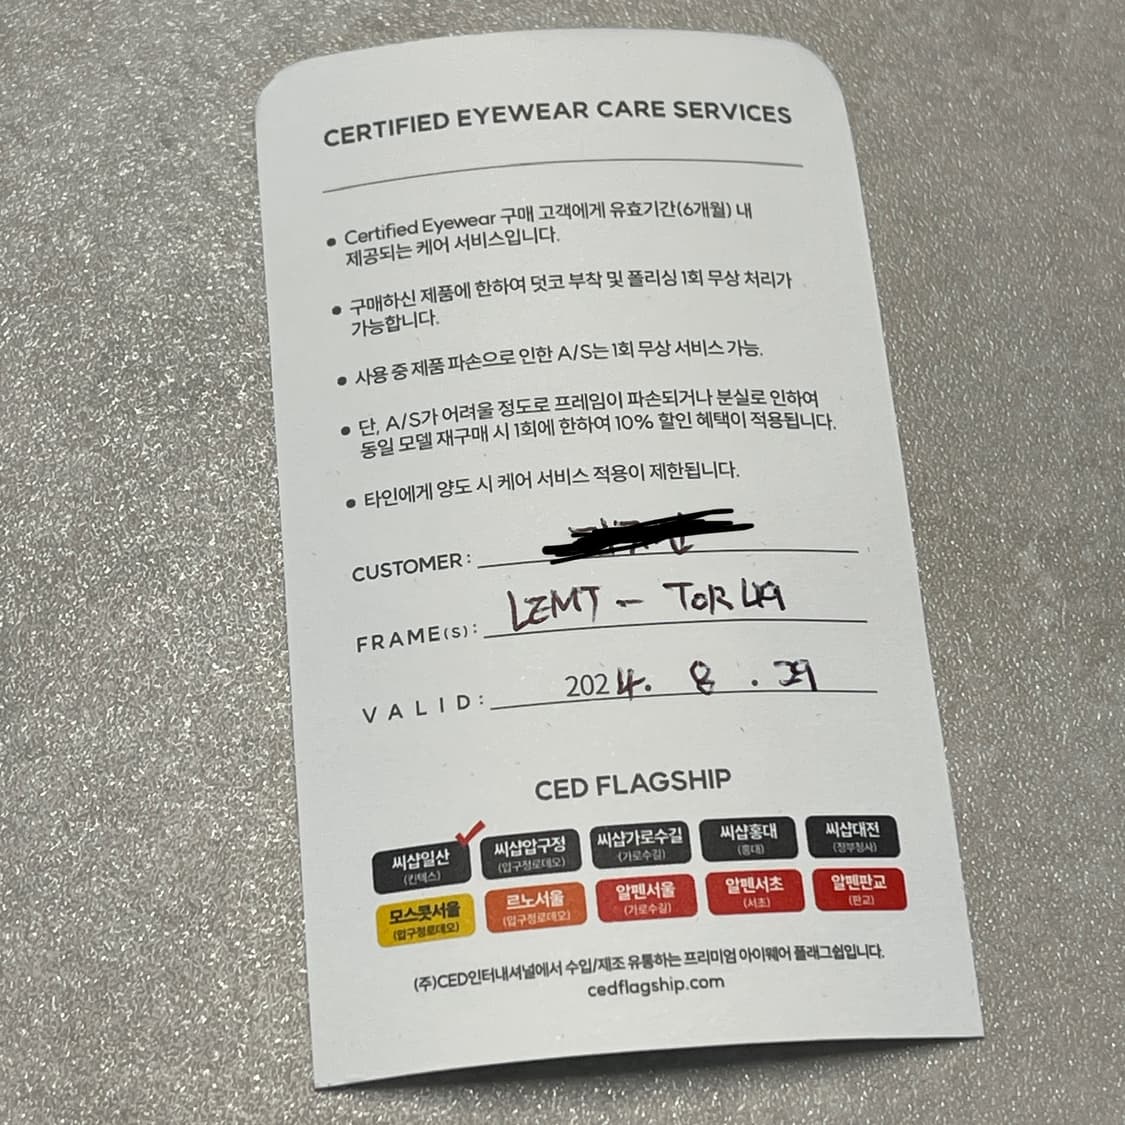 CERTIFIED EYEWEAR CARE SERVICES
• Certified Eyewear 구매 고객에게 유효기간(6개월) 내
제공되는 케어 서비스입니다.
• 구매하신 제품에 한하여 덧코 부착 및 폴리싱 1회 무상 처리가
가능합니다.
• 사용 중 제품 파손으로 인한 A/S는 1회 무상 서비스 가능.
• 단, A/S가 어려울 정도로 프레임이 파손되거나 분실로 인하여
동일 모델 재구매 시 1회에 한하여 10% 할인 혜택이 적용됩니다.
• 타인에게 양도 시 케어 서비스 적용이 제한됩니다.
CUSTOMER:
FRAME(S): LEMT - TOR 49
VALID: 2024. 8. 29
CED FLAGSHIP
씨샵일산 씨샵압구정 씨샵가로수길 씨샵홍대 씨샵대전
(킨텍스) (압구정로데오) (가로수길) (홍대) (정부청사)
모스콧서울 르노서울 알펜서울 알펜서초 알펜판교
(압구정로데오) (압구정로데오) (가로수길) (서초) (판교)
(주)CED인터내셔널에서 수입/제조 유통하는 프리미엄 아이웨어 플래그쉽입니다.
cedflagship.com